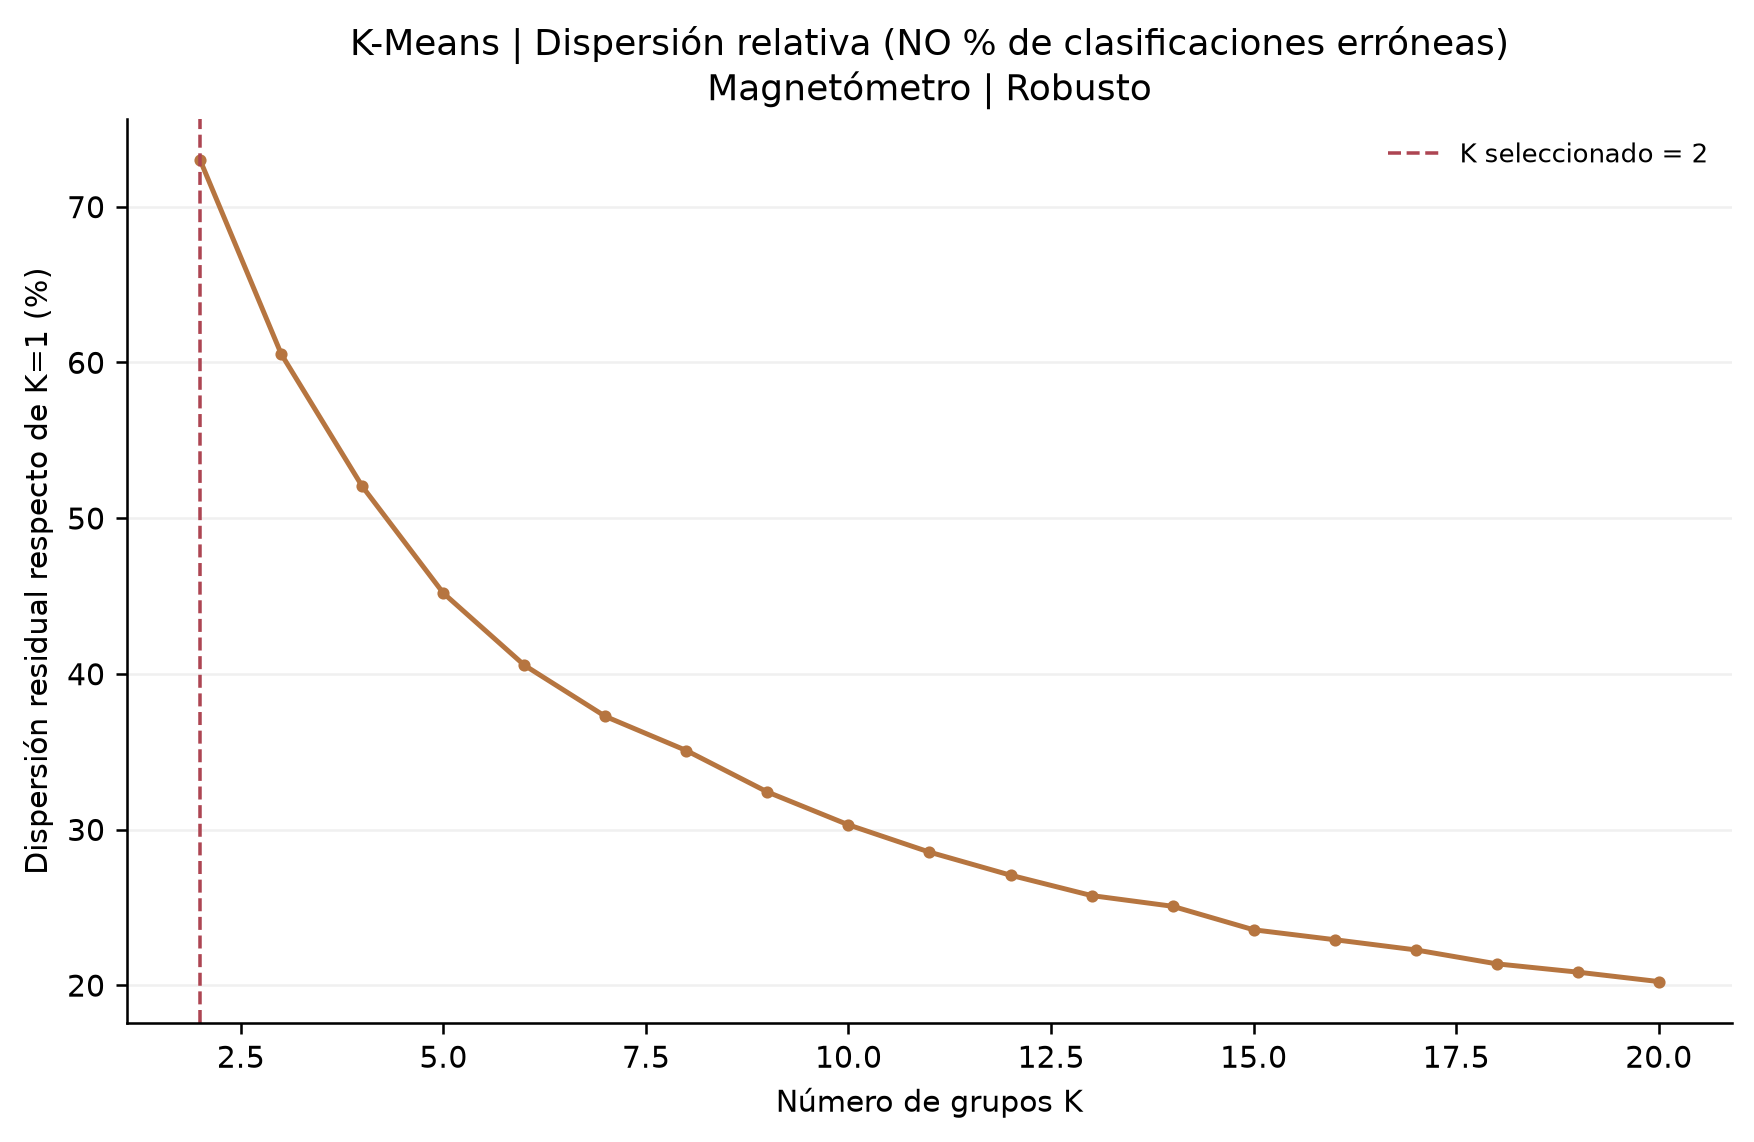 K-Means | Dispersión relativa (NO % de clasificaciones erróneas)
Magnetómetro | Robusto
K seleccionado = 2
Dispersión residual respecto de K=1 (%)
70
60
50
40
30
20
2.5 5.0 7.5 10.0 12.5 15.0 17.5 20.0
Número de grupos K